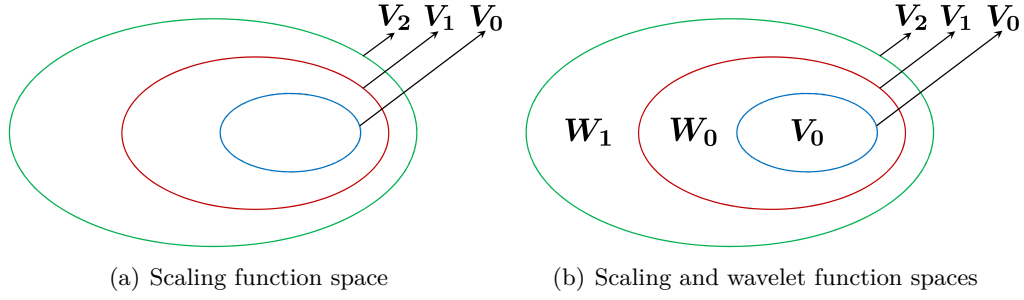 V₂ V₁ V₀
V₂ V₁ V₀
W₁ W₀ V₀
(a) Scaling function space
(b) Scaling and wavelet function spaces